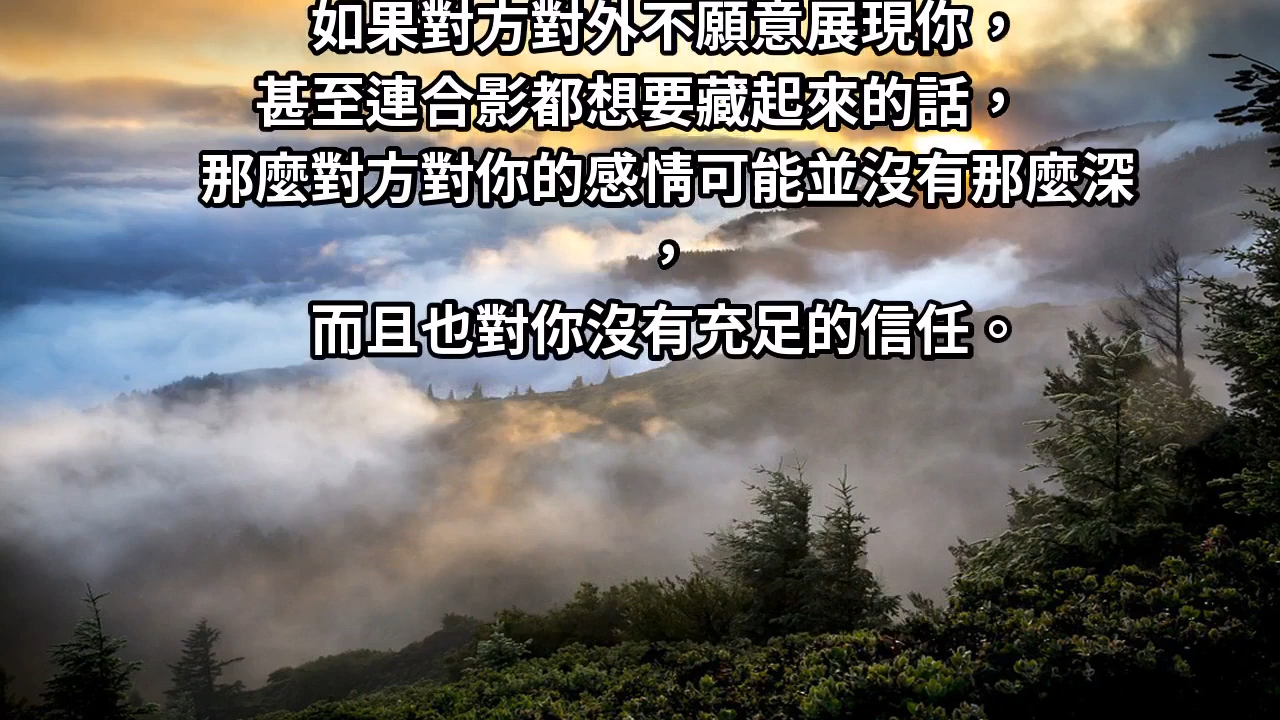 如果對方對外不願意展現你，
甚至連合影都想要藏起來的話，
那麼對方對你的感情可能並沒有那麼深
，
而且也對你沒有充足的信任。